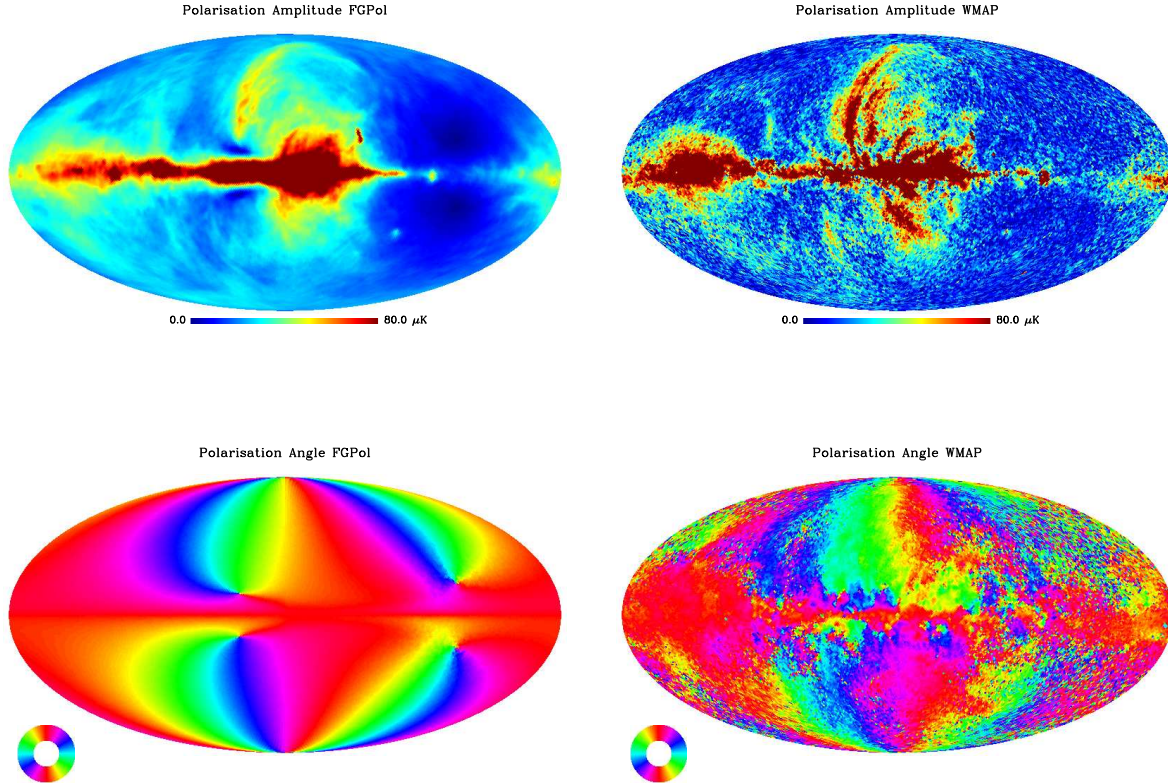 Polarisation Amplitude FGPol
Polarisation Amplitude WMAP
0.0 80.0 μK
0.0 80.0 μK
Polarisation Angle FGPol
Polarisation Angle WMAP